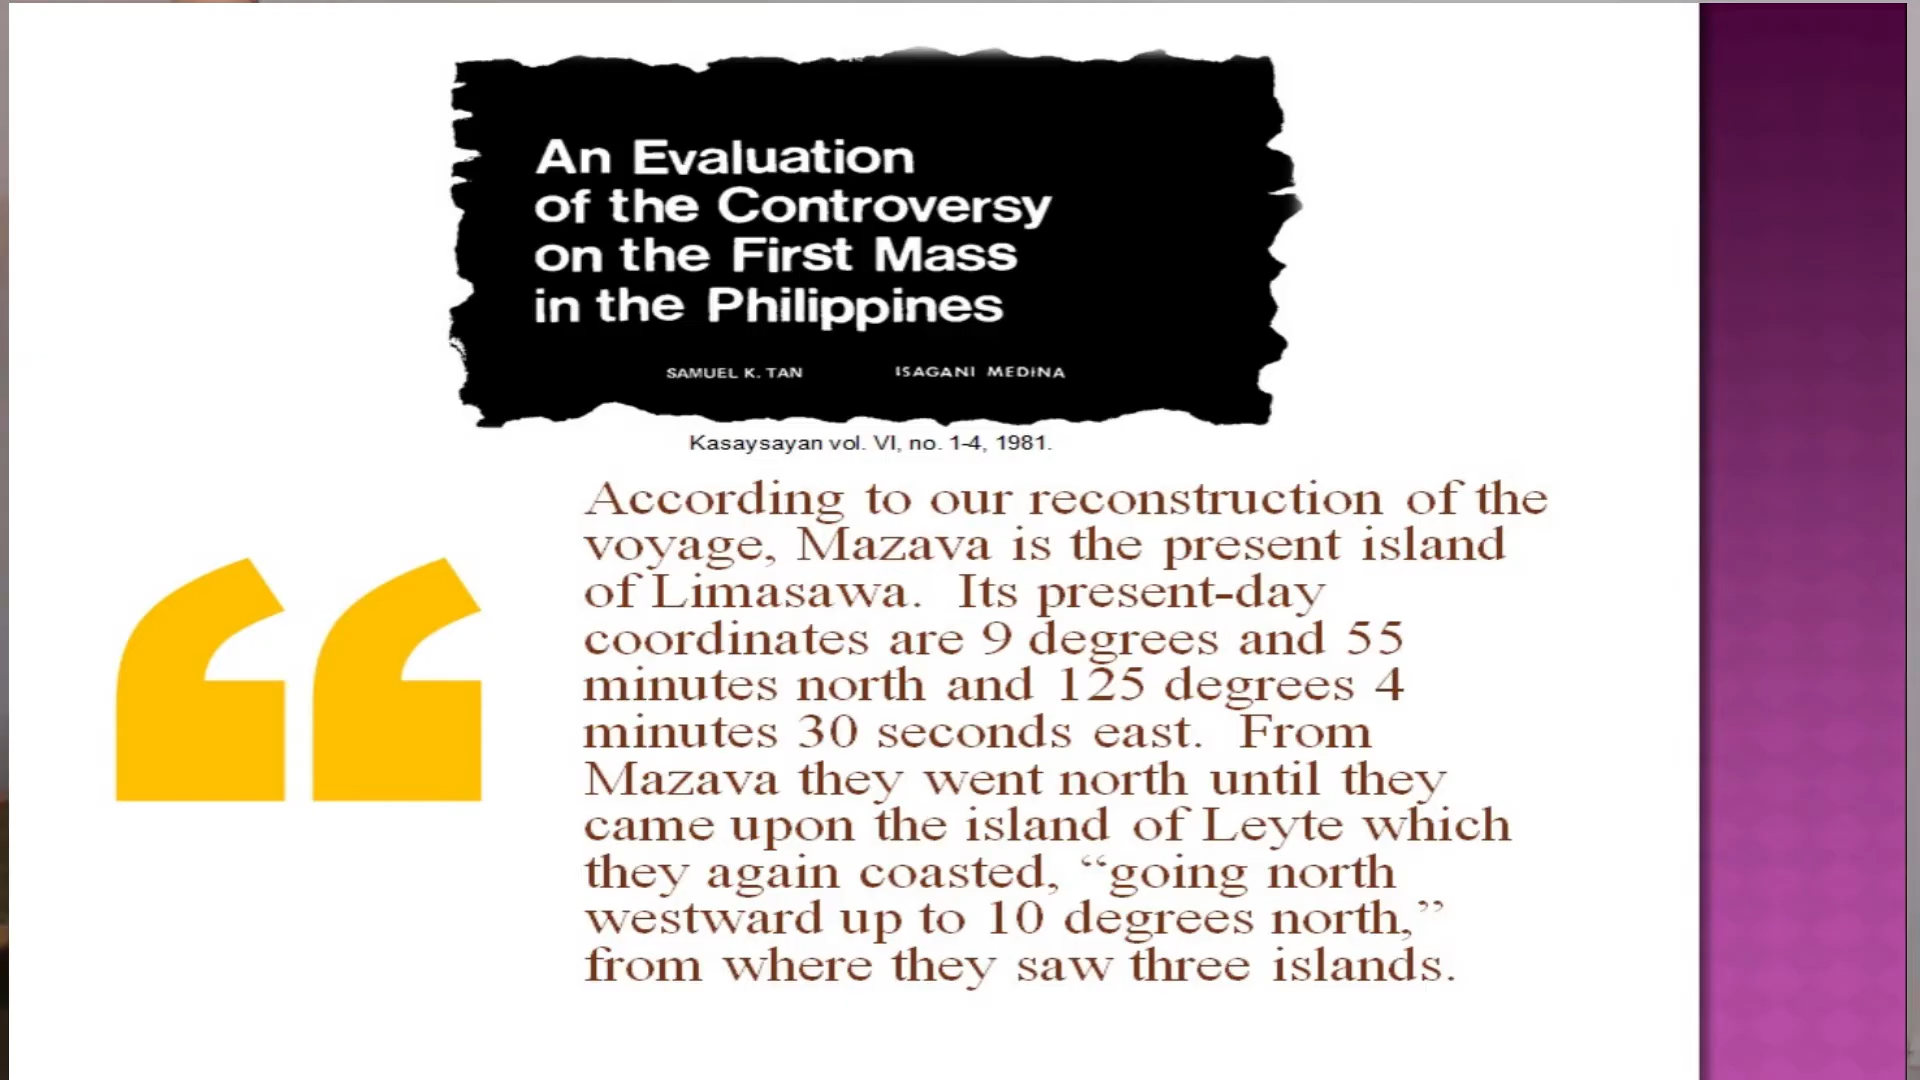 An Evaluation
of the Controversy
on the First Mass
in the Philippines
SAMUEL K. TAN ISAGANI MEDINA
Kasaysayan vol. VI, no. 1-4, 1981.
According to our reconstruction of the
voyage, Mazava is the present island
of Limasawa.  Its present-day
coordinates are 9 degrees and 55
minutes north and 125 degrees 4
minutes 30 seconds east.  From
Mazava they went north until they
came upon the island of Leyte which
they again coasted, “going north
westward up to 10 degrees north,”
from where they saw three islands.